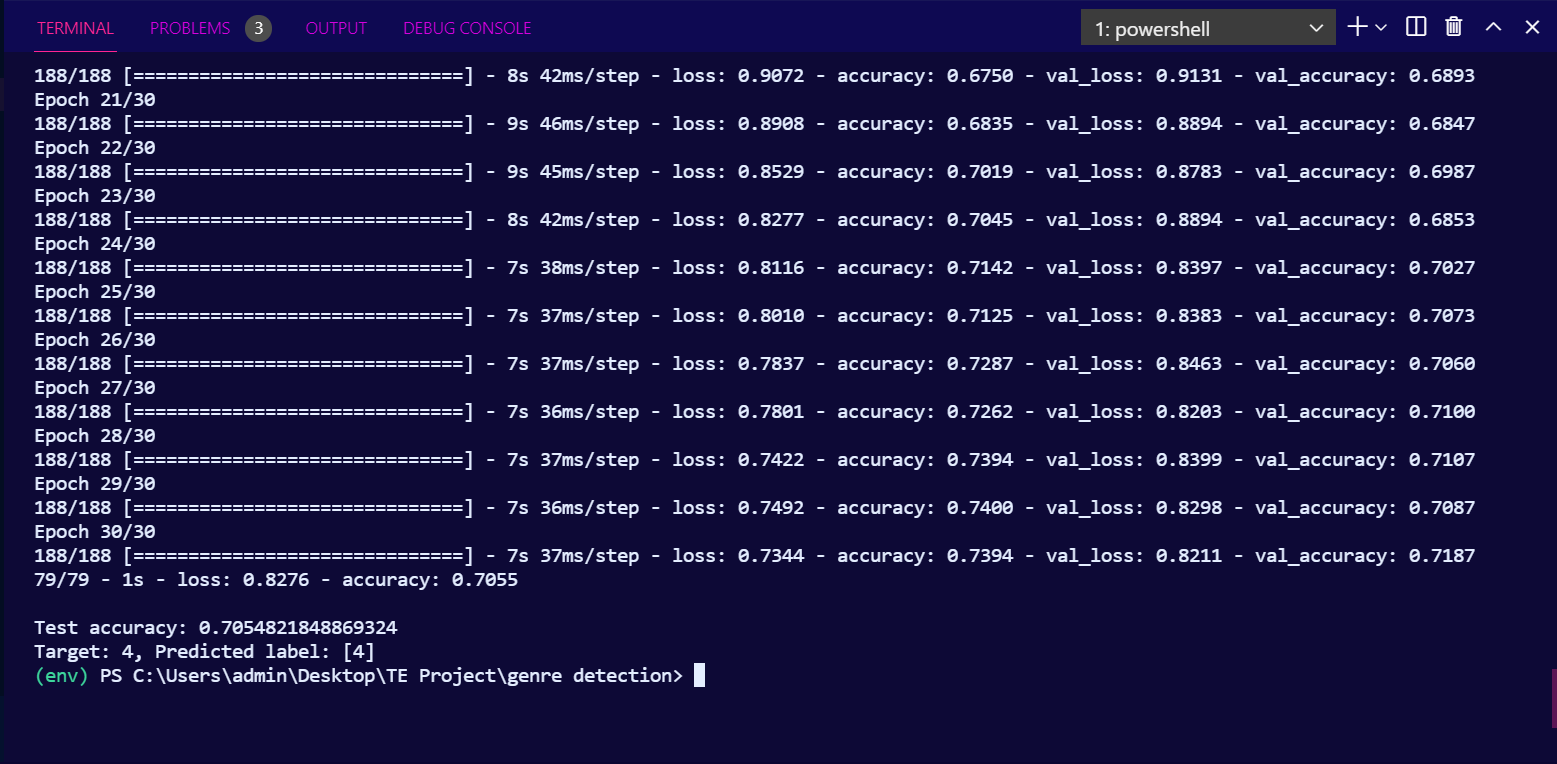 TERMINAL PROBLEMS 3 OUTPUT DEBUG CONSOLE 1: powershell
188/188 [==============================] - 8s 42ms/step - loss: 0.9072 - accuracy: 0.6750 - val_loss: 0.9131 - val_accuracy: 0.6893
Epoch 21/30
188/188 [==============================] - 9s 46ms/step - loss: 0.8908 - accuracy: 0.6835 - val_loss: 0.8894 - val_accuracy: 0.6847
Epoch 22/30
188/188 [==============================] - 9s 45ms/step - loss: 0.8529 - accuracy: 0.7019 - val_loss: 0.8783 - val_accuracy: 0.6987
Epoch 23/30
188/188 [==============================] - 8s 42ms/step - loss: 0.8277 - accuracy: 0.7045 - val_loss: 0.8894 - val_accuracy: 0.6853
Epoch 24/30
188/188 [==============================] - 7s 38ms/step - loss: 0.8116 - accuracy: 0.7142 - val_loss: 0.8397 - val_accuracy: 0.7027
Epoch 25/30
188/188 [==============================] - 7s 37ms/step - loss: 0.8010 - accuracy: 0.7125 - val_loss: 0.8383 - val_accuracy: 0.7073
Epoch 26/30
188/188 [==============================] - 7s 37ms/step - loss: 0.7837 - accuracy: 0.7287 - val_loss: 0.8463 - val_accuracy: 0.7060
Epoch 27/30
188/188 [==============================] - 7s 36ms/step - loss: 0.7801 - accuracy: 0.7262 - val_loss: 0.8203 - val_accuracy: 0.7100
Epoch 28/30
188/188 [==============================] - 7s 37ms/step - loss: 0.7422 - accuracy: 0.7394 - val_loss: 0.8399 - val_accuracy: 0.7107
Epoch 29/30
188/188 [==============================] - 7s 36ms/step - loss: 0.7492 - accuracy: 0.7400 - val_loss: 0.8298 - val_accuracy: 0.7087
Epoch 30/30
188/188 [==============================] - 7s 37ms/step - loss: 0.7344 - accuracy: 0.7394 - val_loss: 0.8211 - val_accuracy: 0.7187
79/79 - 1s - loss: 0.8276 - accuracy: 0.7055
Test accuracy: 0.7054821848869324
Target: 4, Predicted label: [4]
(env) PS C:\Users\admin\Desktop\TE Project\genre detection>